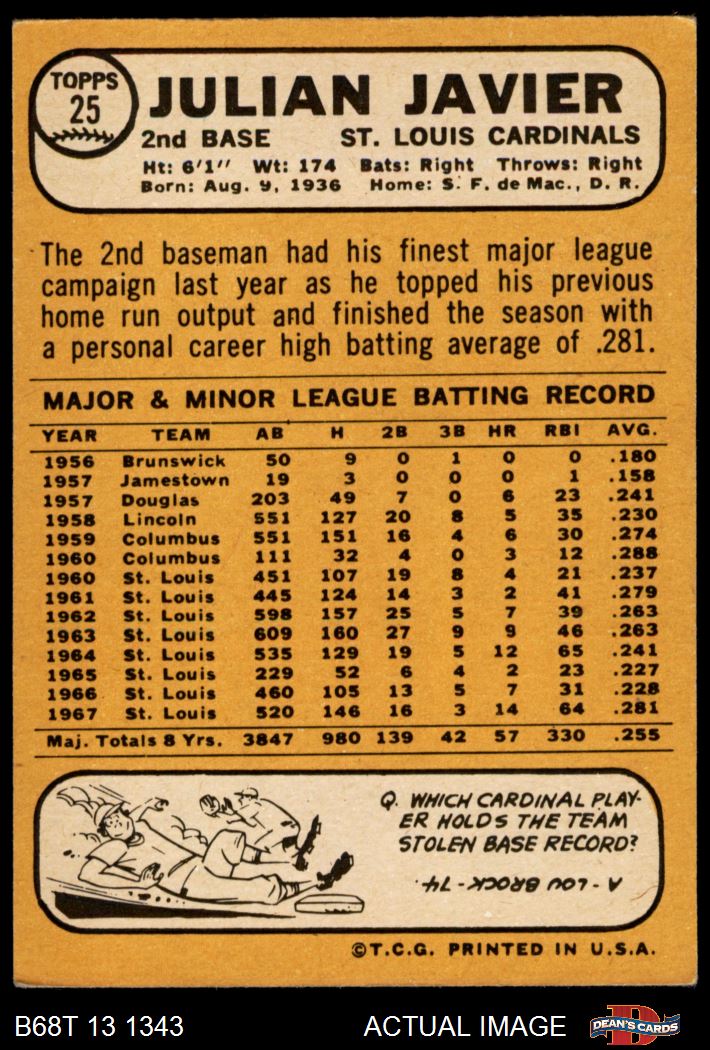 TOPPS
25
JULIAN JAVIER
2nd BASE ST. LOUIS CARDINALS
Ht: 6'1" Wt: 174 Bats: Right Throws: Right
Born: Aug. 9, 1936 Home: S. F. de Mac., D. R.
The 2nd baseman had his finest major league
campaign last year as he topped his previous
home run output and finished the season with
a personal career high batting average of .281.
MAJOR & MINOR LEAGUE BATTING RECORD
YEAR TEAM AB H 2B 3B HR RBI AVG.
1956 Brunswick 50 9 0 1 0 0 .180
1957 Jamestown 19 3 0 0 0 1 .158
1957 Douglas 203 49 7 0 6 23 .241
1958 Lincoln 551 127 20 8 5 35 .230
1959 Columbus 551 151 16 4 6 30 .274
1960 Columbus 111 32 4 0 3 12 .288
1960 St. Louis 451 107 19 8 4 21 .237
1961 St. Louis 445 124 14 3 2 41 .279
1962 St. Louis 598 157 25 5 7 39 .263
1963 St. Louis 609 160 27 9 9 46 .263
1964 St. Louis 535 129 19 5 12 65 .241
1965 St. Louis 229 52 6 4 2 23 .227
1966 St. Louis 460 105 13 5 7 31 .228
1967 St. Louis 520 146 16 3 14 64 .281
Maj. Totals 8 Yrs. 3847 980 139 42 57 330 .255
Q. WHICH CARDINAL PLAY-
ER HOLDS THE TEAM
STOLEN BASE RECORD?
A - LOU BROCK - 74.
©T.C.G. PRINTED IN U.S.A.
B68T 13 1343 ACTUAL IMAGE
D
DEAN'S CARDS